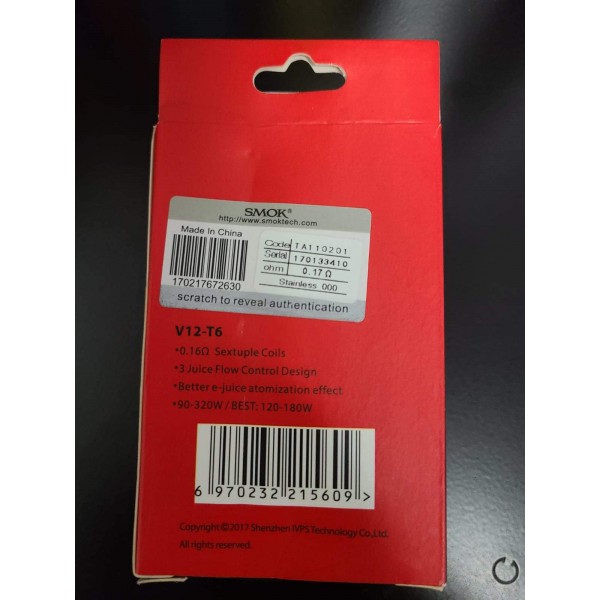 SMOK®
http://www.smoktech.com
Made In China
Code TA110201
Serial 170133410
ohm 0.17Ω
Stainless 000
170217672630
scratch to reveal authentication
V12-T6
•0.16Ω Sextuple Coils
•3 Juice Flow Control Design
•Better e-juice atomization effect
•90-320W / BEST: 120-180W
6 970232 215609 >
Copyright ©2017 Shenzhen IVPS Technology Co.,Ltd.
All rights reserved.